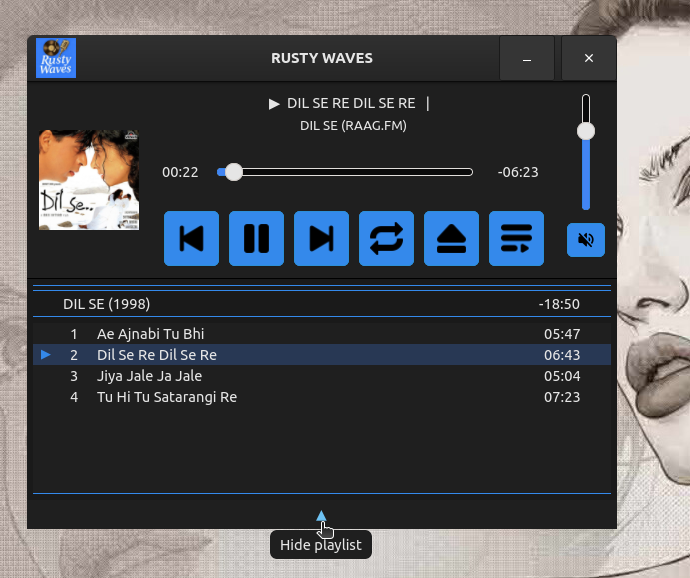 Rusty
Waves
RUSTY WAVES
DIL SE RE DIL SE RE |
DIL SE (RAAG.FM)
Dil se...
00:22 -06:23
DIL SE (1998) -18:50
1 Ae Ajnabi Tu Bhi 05:47
2 Dil Se Re Dil Se Re 06:43
3 Jiya Jale Ja Jale 05:04
4 Tu Hi Tu Satarangi Re 07:23
Hide playlist